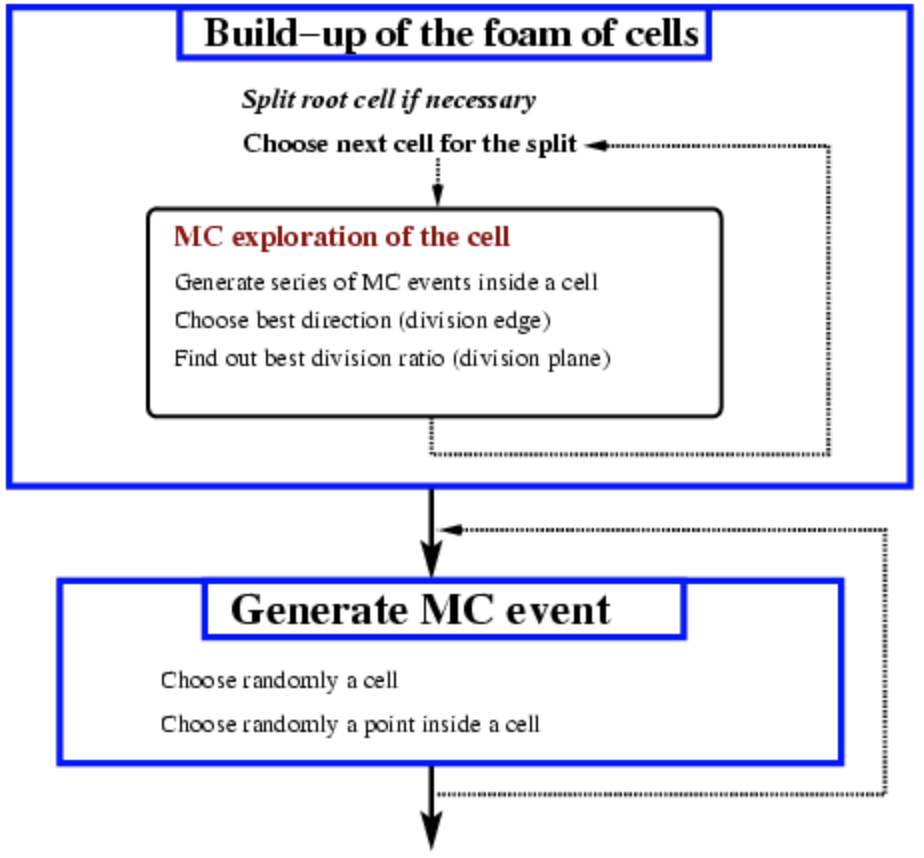 Build−up of the foam of cells
Split root cell if necessary
Choose next cell for the split
MC exploration of the cell
Generate series of MC events inside a cell
Choose best direction (division edge)
Find out best division ratio (division plane)
Generate MC event
Choose randomly a cell
Choose randomly a point inside a cell